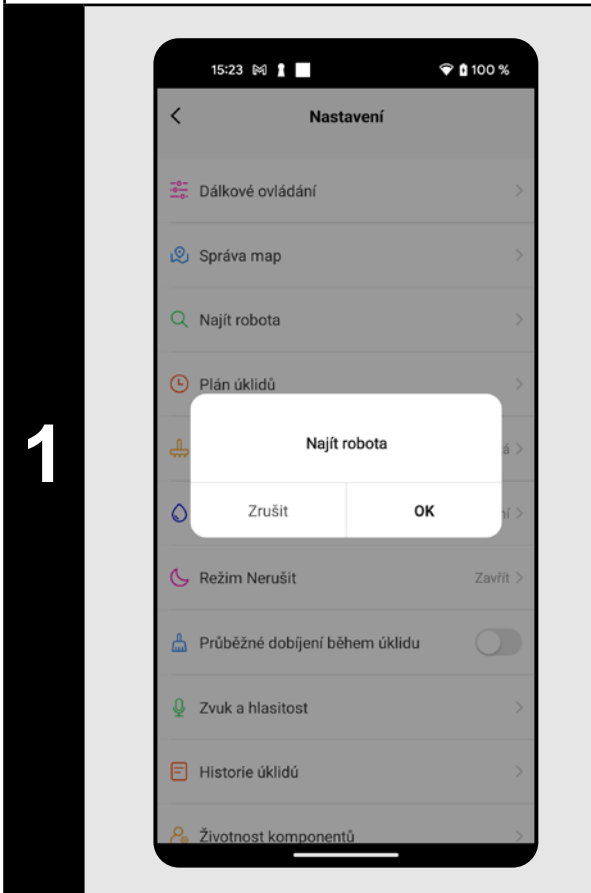 15:23 100 %
Nastavení
Dálkové ovládání
Správa map
Najít robota
Plán úklidů
Najít robota
á
Zrušit OK
ní
Režim Nerušit Zavřít
Průběžné dobíjení během úklidu
Zvuk a hlasitost
Historie úklidů
Životnost komponentů
1